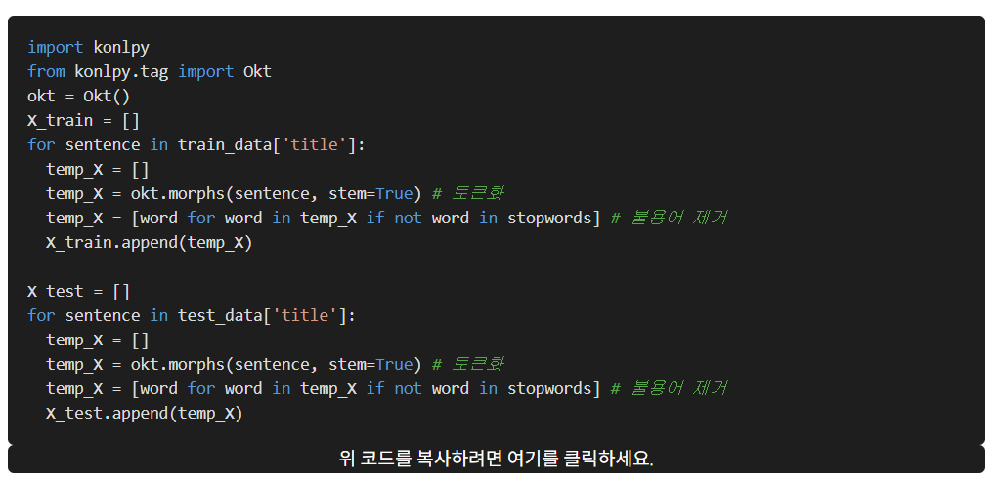 import konlpy
from konlpy.tag import Okt
okt = Okt()
X_train = []
for sentence in train_data['title']:
  temp_X = []
  temp_X = okt.morphs(sentence, stem=True) # 토큰화
  temp_X = [word for word in temp_X if not word in stopwords] # 불용어 제거
  X_train.append(temp_X)

X_test = []
for sentence in test_data['title']:
  temp_X = []
  temp_X = okt.morphs(sentence, stem=True) # 토큰화
  temp_X = [word for word in temp_X if not word in stopwords] # 불용어 제거
  X_test.append(temp_X)
위 코드를 복사하려면 여기를 클릭하세요.